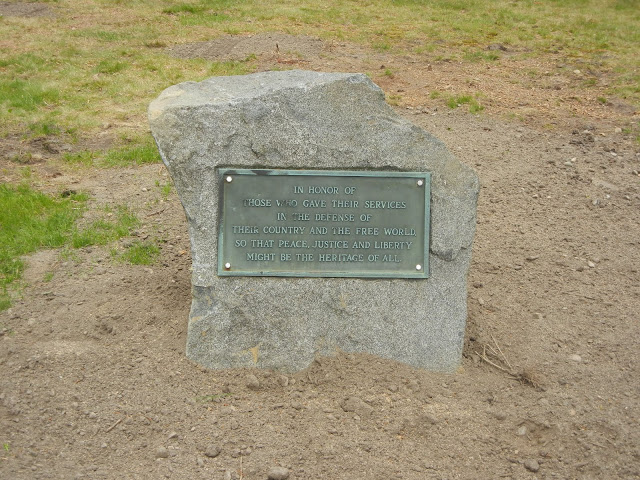 IN HONOR OF
THOSE WHO GAVE THEIR SERVICES
IN THE DEFENSE OF
THEIR COUNTRY AND THE FREE WORLD,
SO THAT PEACE, JUSTICE AND LIBERTY
MIGHT BE THE HERITAGE OF ALL.